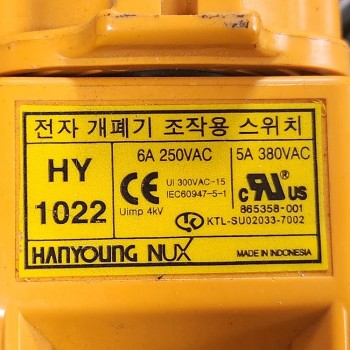 전자 개폐기 조작용 스위치
HY
1022
6A 250VAC
5A 380VAC
CE
Ui 300VAC-15
IEC60947-5-1
Uimp 4kV
c RU us
865358-001
K KTL-SU02033-7002
HANYOUNG NUX
MADE IN INDONESIA